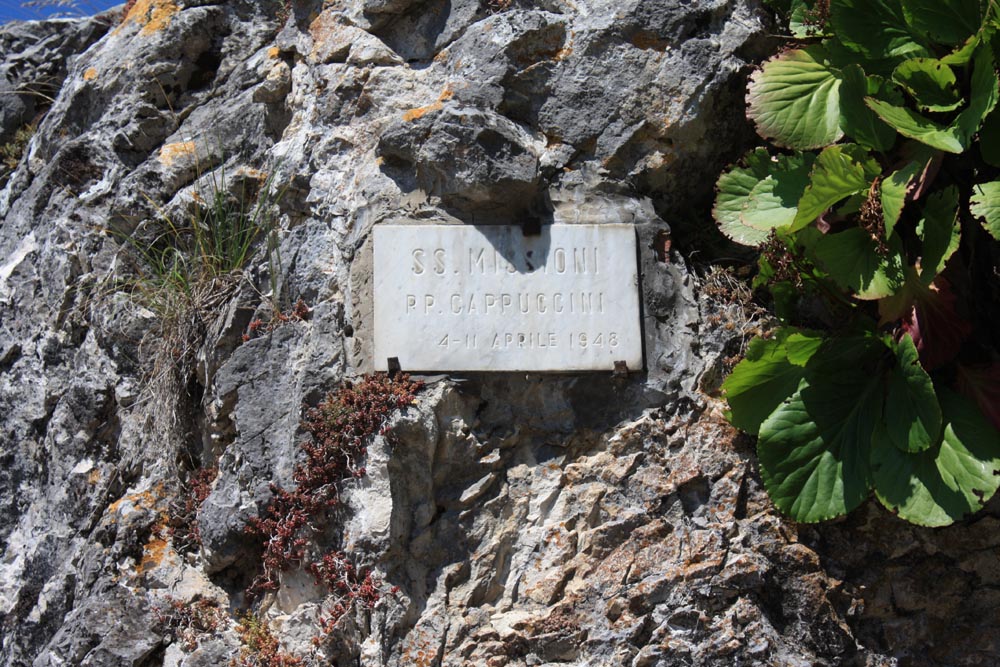 SS. MISSIONI
PP. CAPPUCCINI
4-11 APRILE 1948